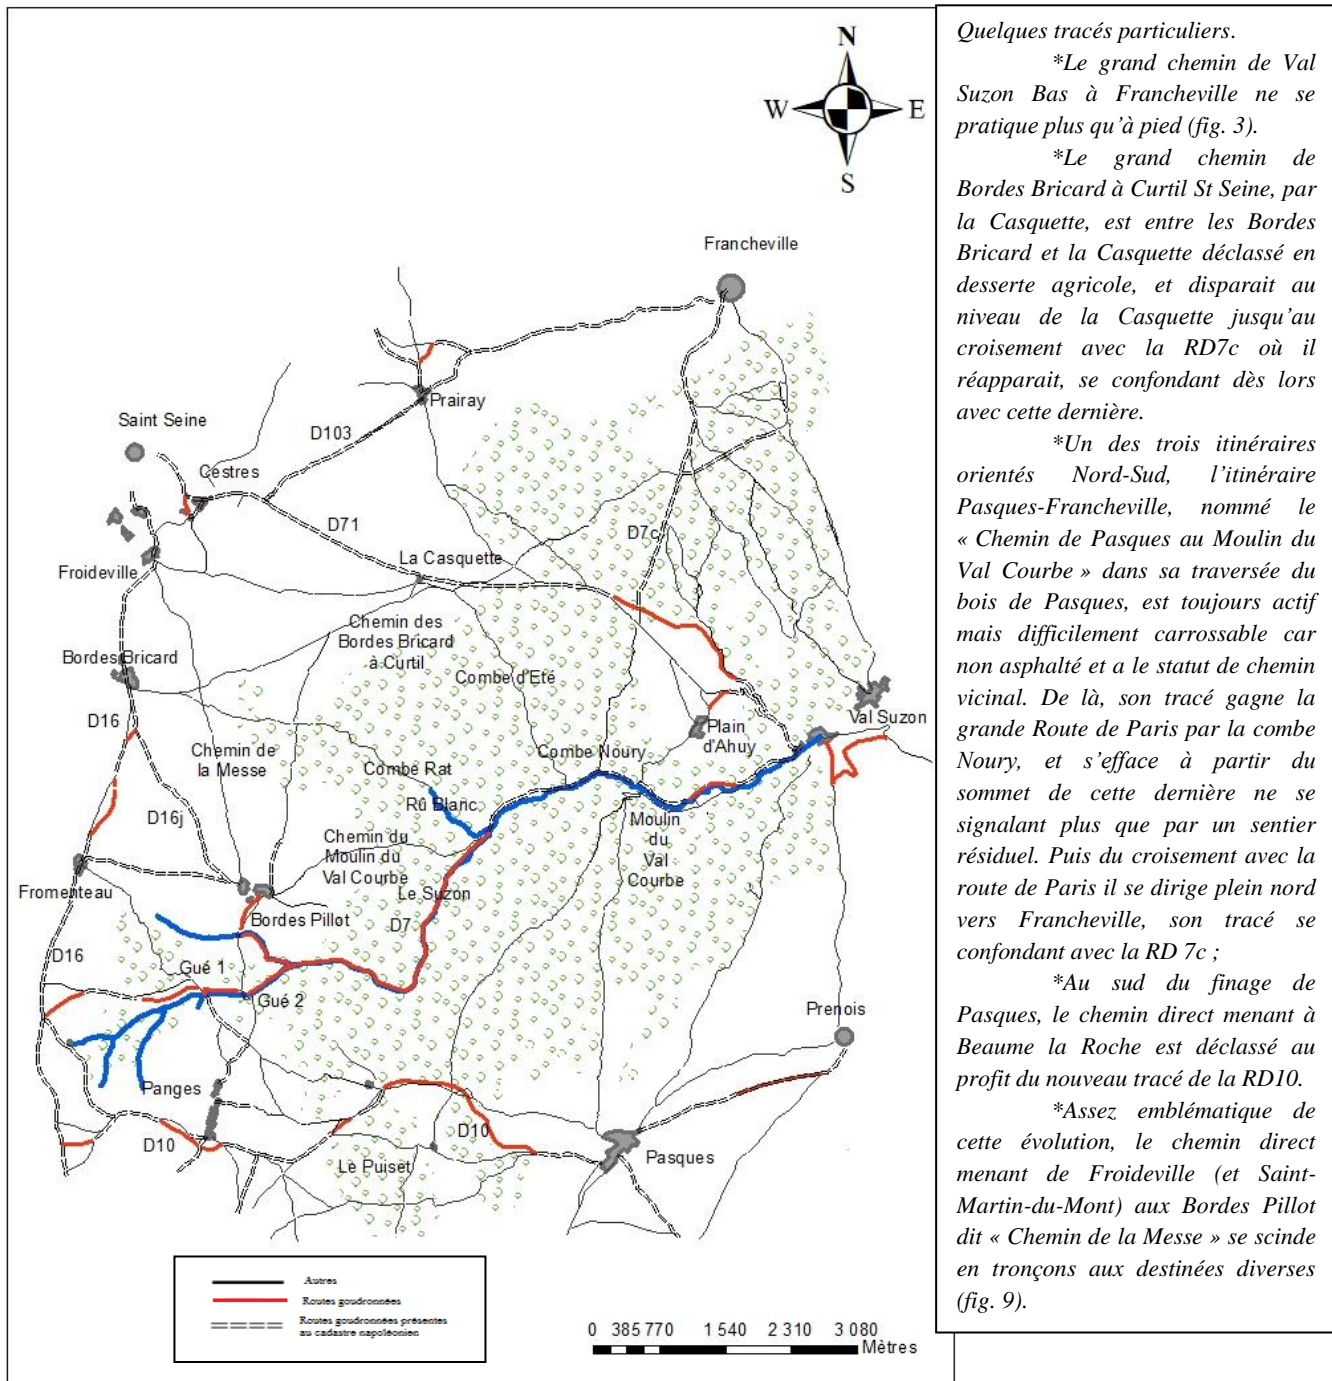 N
W E
S
Francheville
Prairay
Saint Seine
D103
Cestres
D71
D7c
La Casquette
Froideville
Chemin des
Bordes Bricard
à Curtil
Bordes Bricard
Combe d'Eté
Val Suzon
D16
Plain
d'Ahuy
Chemin de
la Messe
Combe Noury
Combe Rat
Rû Blanc
D16j
Moulin
du
Val
Courbe
Chemin du
Moulin du
Val Courbe
Fromenteau
Le Suzon
Bordes Pillot
D7
D16
Gué 1
Gué 2
Prenois
Panges
D10
D10
Le Puiset
Pasques
Autres
Routes goudronnées
Routes goudronnées présentes
au cadastre napoléonien
0 385 770 1 540 2 310 3 080
Mètres
Quelques tracés particuliers.
*Le grand chemin de Val
Suzon Bas à Francheville ne se
pratique plus qu’à pied (fig. 3).
*Le grand chemin de
Bordes Bricard à Curtil St Seine, par
la Casquette, est entre les Bordes
Bricard et la Casquette déclassé en
desserte agricole, et disparait au
niveau de la Casquette jusqu’au
croisement avec la RD7c où il
réapparait, se confondant dès lors
avec cette dernière.
*Un des trois itinéraires
orientés Nord-Sud, l’itinéraire
Pasques-Francheville, nommé le
« Chemin de Pasques au Moulin du
Val Courbe » dans sa traversée du
bois de Pasques, est toujours actif
mais difficilement carrossable car
non asphalté et a le statut de chemin
vicinal. De là, son tracé gagne la
grande Route de Paris par la combe
Noury, et s’efface à partir du
sommet de cette dernière ne se
signalant plus que par un sentier
résiduel. Puis du croisement avec la
route de Paris il se dirige plein nord
vers Francheville, son tracé se
confondant avec la RD 7c ;
*Au sud du finage de
Pasques, le chemin direct menant à
Beaume la Roche est déclassé au
profit du nouveau tracé de la RD10.
*Assez emblématique de
cette évolution, le chemin direct
menant de Froideville (et Saint-
Martin-du-Mont) aux Bordes Pillot
dit « Chemin de la Messe » se scinde
en tronçons aux destinées diverses
(fig. 9).